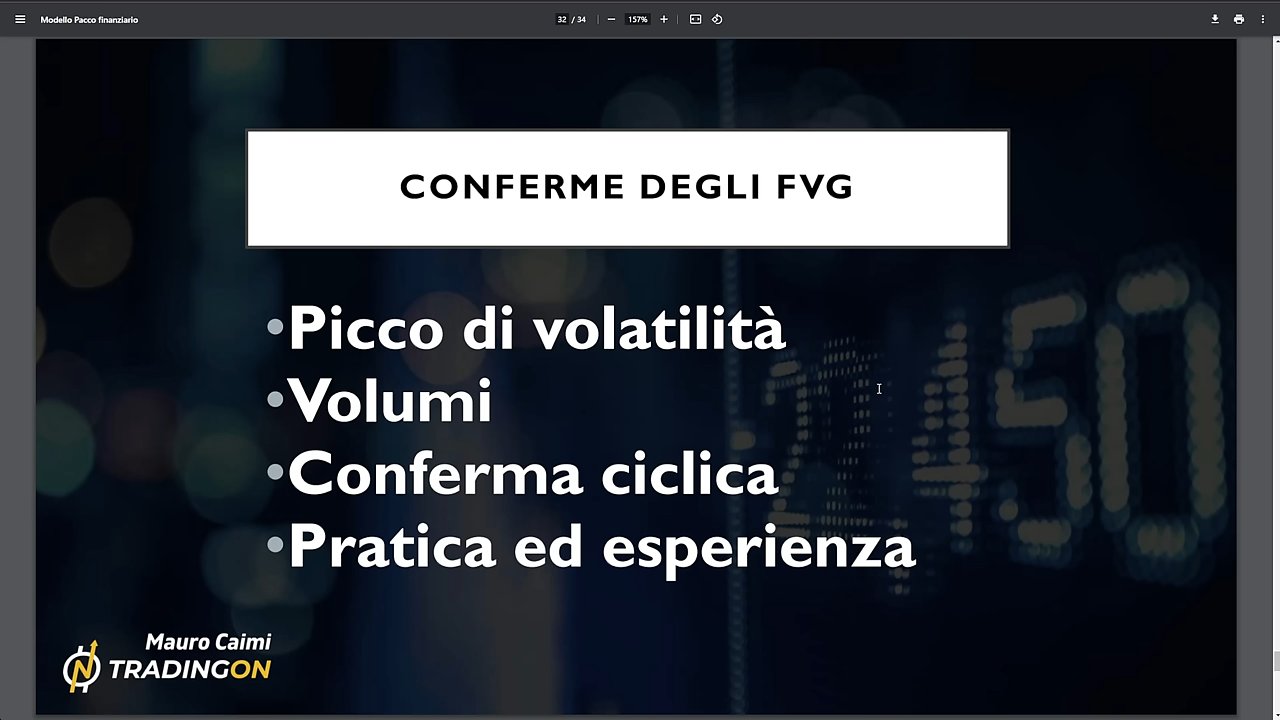 Modello Pacco finanziario
32 / 34
157%
CONFERME DEGLI FVG
•Picco di volatilità
•Volumi
•Conferma ciclica
•Pratica ed esperienza
450
Mauro Caimi
TRADINGON